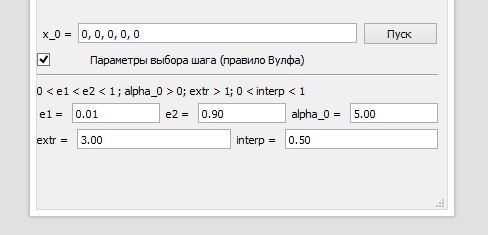 x_0 = 0, 0, 0, 0, 0 Пуск
Параметры выбора шага (правило Вулфа)
0 < e1 < e2 < 1 ; alpha_0 > 0; extr > 1; 0 < interp < 1
e1 = 0.01 e2 = 0.90 alpha_0 = 5.00
extr = 3.00 interp = 0.50